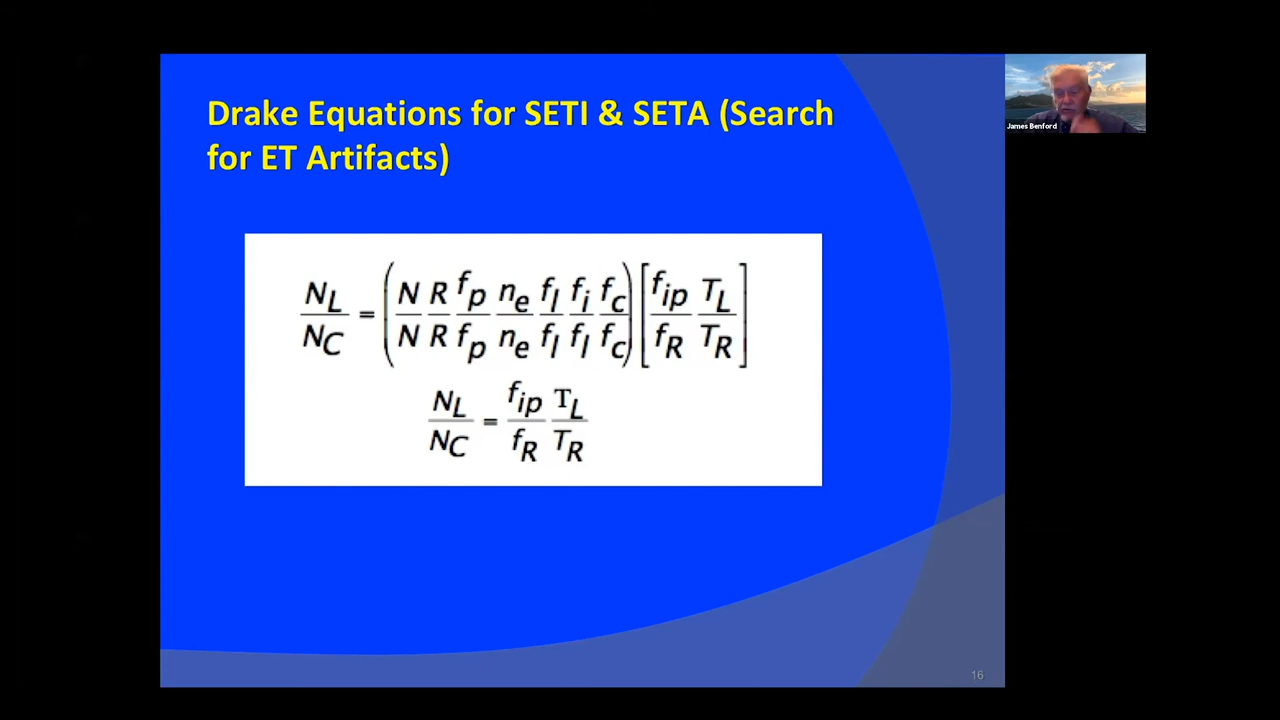 Drake Equations for SETI & SETA (Search
for ET Artifacts)
James Benford
N_L/N_C = (N/N R/R f_p/f_p n_e/n_e f_l/f_l f_i/f_l f_c/f_c) [f_ip/f_R T_L/T_R]
N_L/N_C = f_ip/f_R T_L/T_R
16